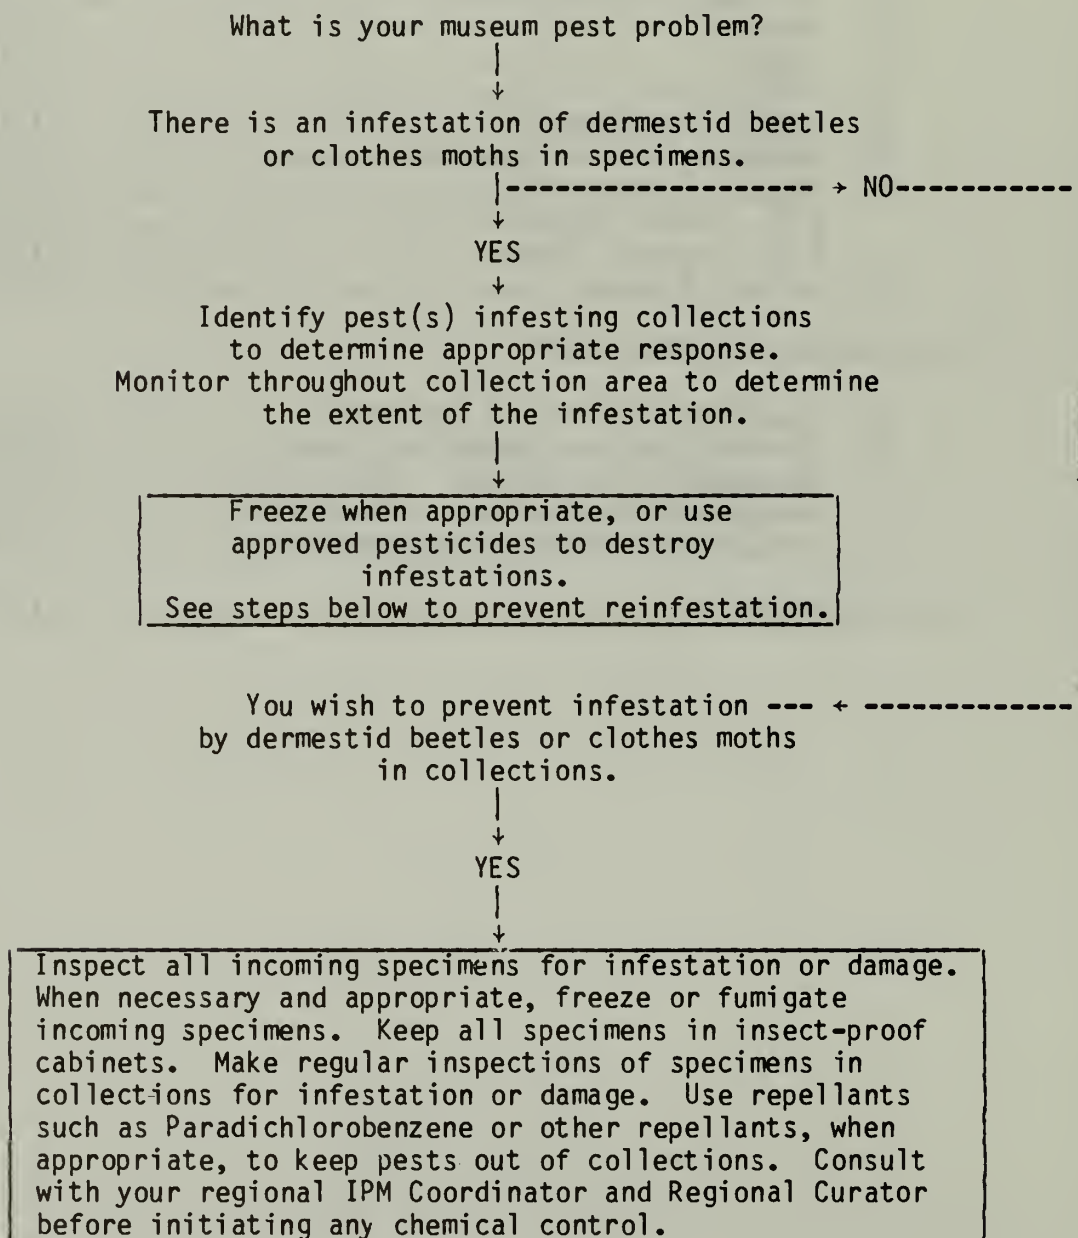 What is your museum pest problem?
There is an infestation of dermestid beetles
or clothes moths in specimens.
NO
YES
Identify pest(s) infesting collections
to determine appropriate response.
Monitor throughout collection area to determine
the extent of the infestation.
Freeze when appropriate, or use
approved pesticides to destroy
infestations.
See steps below to prevent reinfestation.
You wish to prevent infestation
by dermestid beetles or clothes moths
in collections.
YES
Inspect all incoming specimens for infestation or damage.
When necessary and appropriate, freeze or fumigate
incoming specimens. Keep all specimens in insect-proof
cabinets. Make regular inspections of specimens in
collections for infestation or damage. Use repellants
such as Paradichlorobenzene or other repellants, when
appropriate, to keep pests out of collections. Consult
with your regional IPM Coordinator and Regional Curator
before initiating any chemical control.